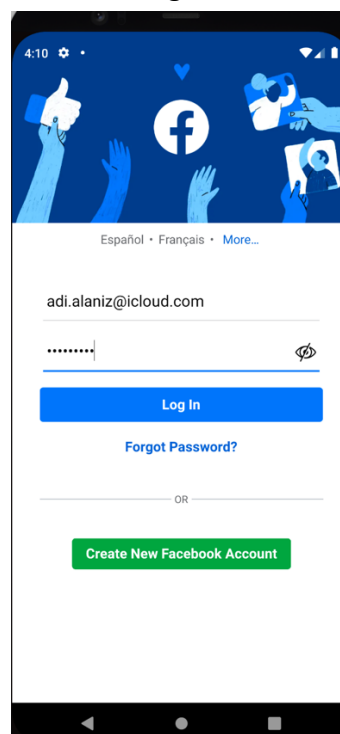 4:10
Español • Français • More...
adi.alaniz@icloud.com
•••••••••
Log In
Forgot Password?
OR
Create New Facebook Account